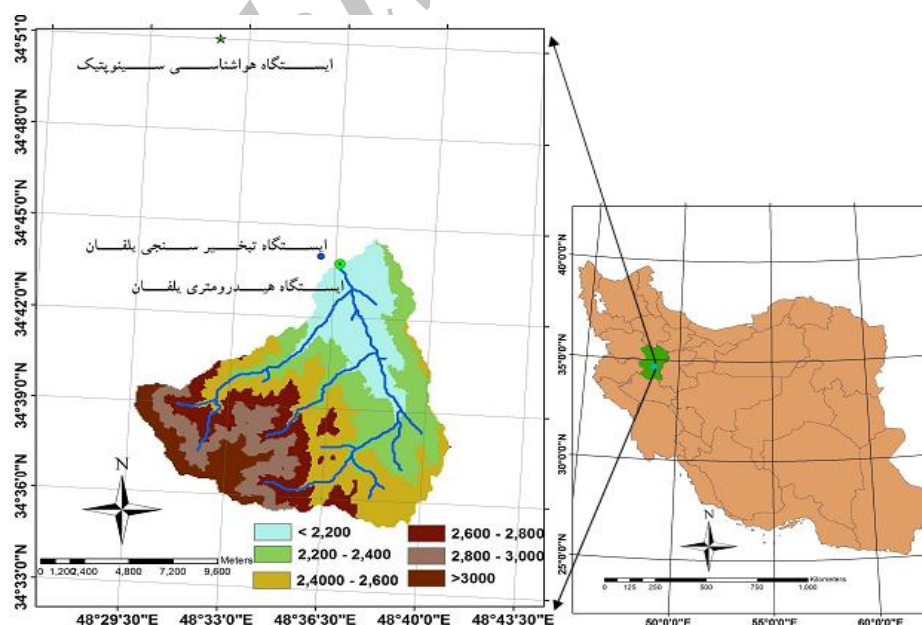 34°51'0
34°48'0"N
34°45'0"N
34°42'0"N
34°39'0"N
34°36'0"N
34°33'0"N
ایستگاه هواشناسی سینوپتیک
ایستگاه تبخیر سنجی یلفان
ایستگاه هیدرومتری یلفان
N
Meters
0 1,2002,400 4,800 7,200 9,600
< 2,200
2,200 - 2,400
2,4000 - 2,600
2,600 - 2,800
2,800 - 3,000
>3000
48°29'30"E 48°33'0"E 48°36'30"E 48°40'0"E 48°43'30"E
40°0'0"N
35°0'0"N
30°0'0"N
25°0'0"N
N
Kilometers
0 125 250 500 750 1,000
50°0'0"E 55°0'0"E 60°0'0"E